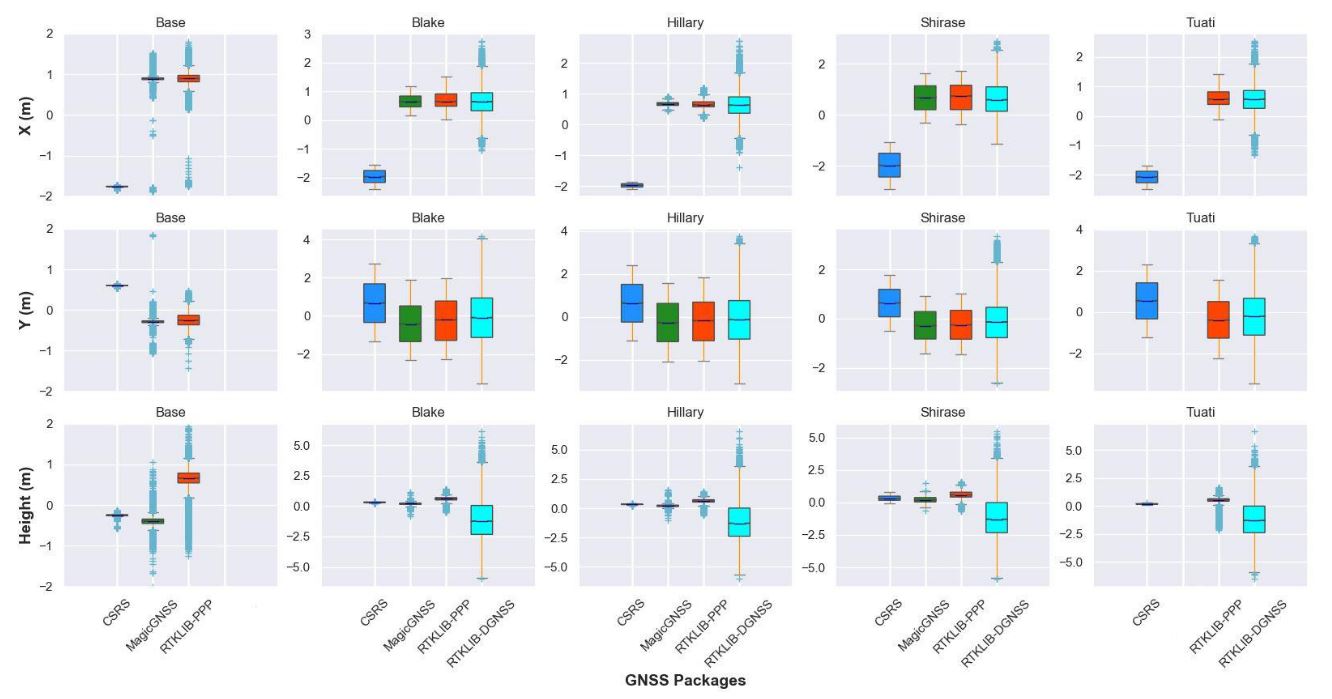 Base Blake Hillary Shirase Tuati
X (m)
2 1 0 −1 −2
3 2 1 0 −1 −2
2 1 0 −1 −2
2 0 −2
2 1 0 −1 −2
Base Blake Hillary Shirase Tuati
Y (m)
2 1 0 −1 −2
4 2 0 −2
4 2 0 −2
2 0 −2
4 2 0 −2
Base Blake Hillary Shirase Tuati
Height (m)
2 1 0 −1 −2
5.0 2.5 0.0 −2.5 −5.0
5.0 2.5 0.0 −2.5 −5.0
5.0 2.5 0.0 −2.5 −5.0
5.0 2.5 0.0 −2.5 −5.0
CSRS MagicGNSS RTKLIB-PPP
CSRS MagicGNSS RTKLIB-PPP RTKLIB-DGNSS
CSRS MagicGNSS RTKLIB-PPP RTKLIB-DGNSS
CSRS MagicGNSS RTKLIB-PPP RTKLIB-DGNSS
CSRS RTKLIB-PPP RTKLIB-DGNSS
GNSS Packages